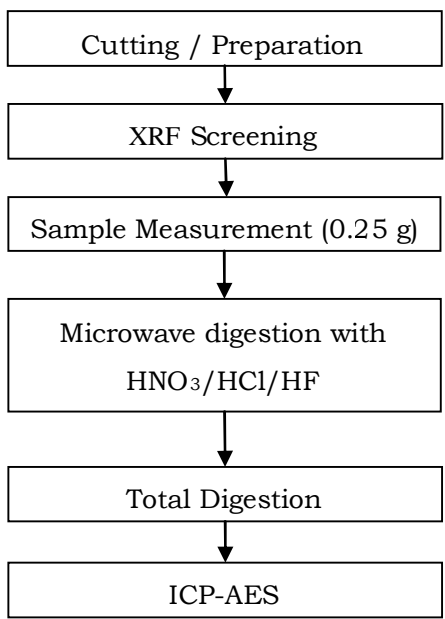 Cutting / Preparation
XRF Screening
Sample Measurement (0.25 g)
Microwave digestion with
HNO₃/HCl/HF
Total Digestion
ICP-AES